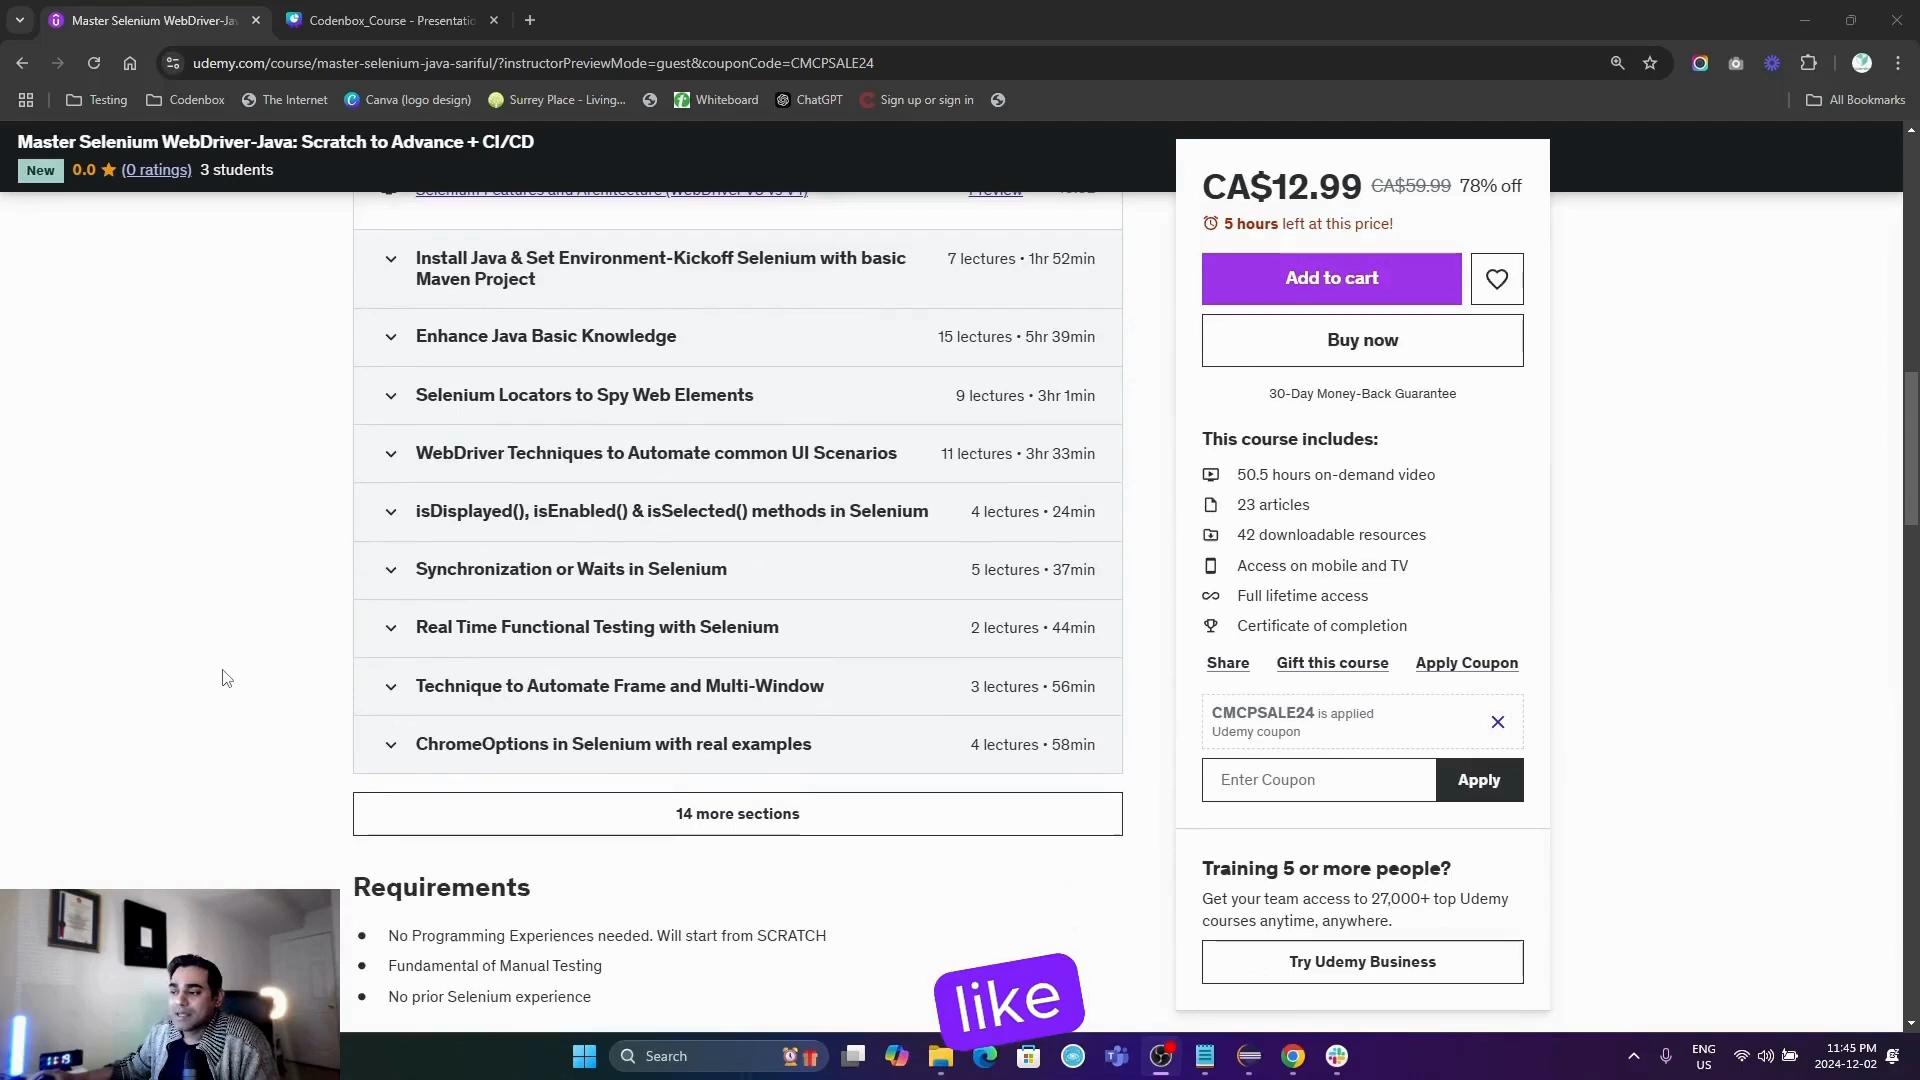 Master Selenium WebDriver-Ja
Codenbox_Course - Presentatio
udemy.com/course/master-selenium-java-sariful/?instructorPreviewMode=guest&couponCode=CMCPSALE24
Testing
Codenbox
The Internet
Canva (logo design)
Surrey Place - Living...
Whiteboard
ChatGPT
Sign up or sign in
All Bookmarks
Master Selenium WebDriver-Java: Scratch to Advance + CI/CD
New 0.0 (0 ratings) 3 students
Selenium Features and Architecture (WebDriver V3 vs V4) Preview
Install Java & Set Environment-Kickoff Selenium with basic
Maven Project
7 lectures • 1hr 52min
Enhance Java Basic Knowledge 15 lectures • 5hr 39min
Selenium Locators to Spy Web Elements 9 lectures • 3hr 1min
WebDriver Techniques to Automate common UI Scenarios 11 lectures • 3hr 33min
isDisplayed(), isEnabled() & isSelected() methods in Selenium 4 lectures • 24min
Synchronization or Waits in Selenium 5 lectures • 37min
Real Time Functional Testing with Selenium 2 lectures • 44min
Technique to Automate Frame and Multi-Window 3 lectures • 56min
ChromeOptions in Selenium with real examples 4 lectures • 58min
14 more sections
Requirements
• No Programming Experiences needed. Will start from SCRATCH
• Fundamental of Manual Testing
• No prior Selenium experience
CA$12.99 CA$59.99 78% off
5 hours left at this price!
Add to cart
Buy now
30-Day Money-Back Guarantee
This course includes:
50.5 hours on-demand video
23 articles
42 downloadable resources
Access on mobile and TV
Full lifetime access
Certificate of completion
Share Gift this course Apply Coupon
CMCPSALE24 is applied
Udemy coupon
Enter Coupon Apply
Training 5 or more people?
Get your team access to 27,000+ top Udemy
courses anytime, anywhere.
Try Udemy Business
like
Search
ENG
US
11:45 PM
2024-12-02